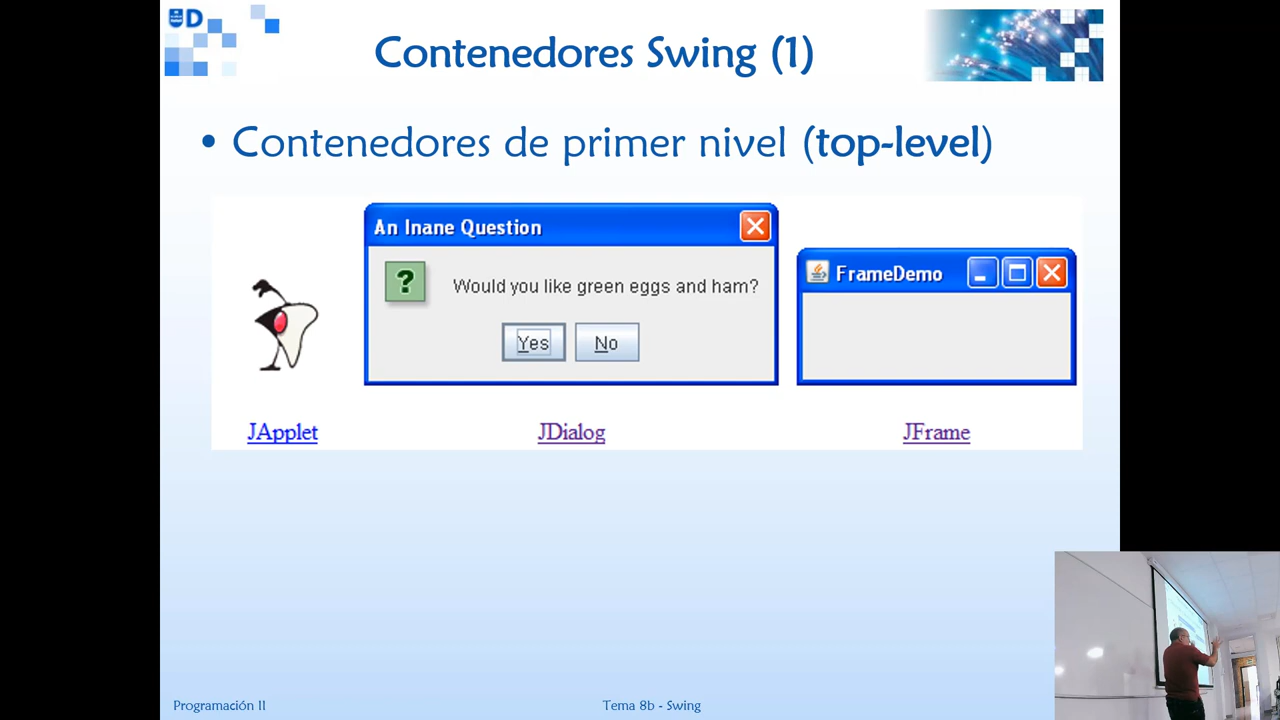 D
Contenedores Swing (1)
• Contenedores de primer nivel (top-level)
An Inane Question
? Would you like green eggs and ham?
Yes No
FrameDemo
JApplet JDialog JFrame
Programación II Tema 8b - Swing